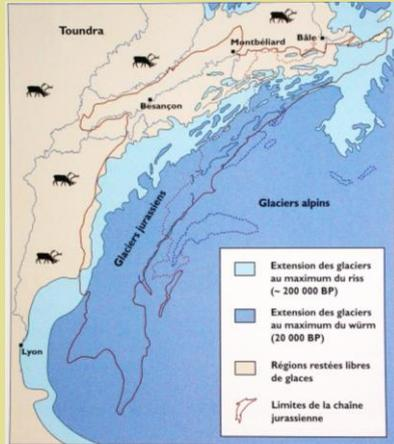 Toundra
Bâle
Montbéliard
Besançon
Glaciers jurassiens
Glaciers alpins
Lyon
Extension des glaciers
au maximum du riss
(~ 200 000 BP)
Extension des glaciers
au maximum du würm
(20 000 BP)
Régions restées libres
de glaces
Limites de la chaîne
jurassienne